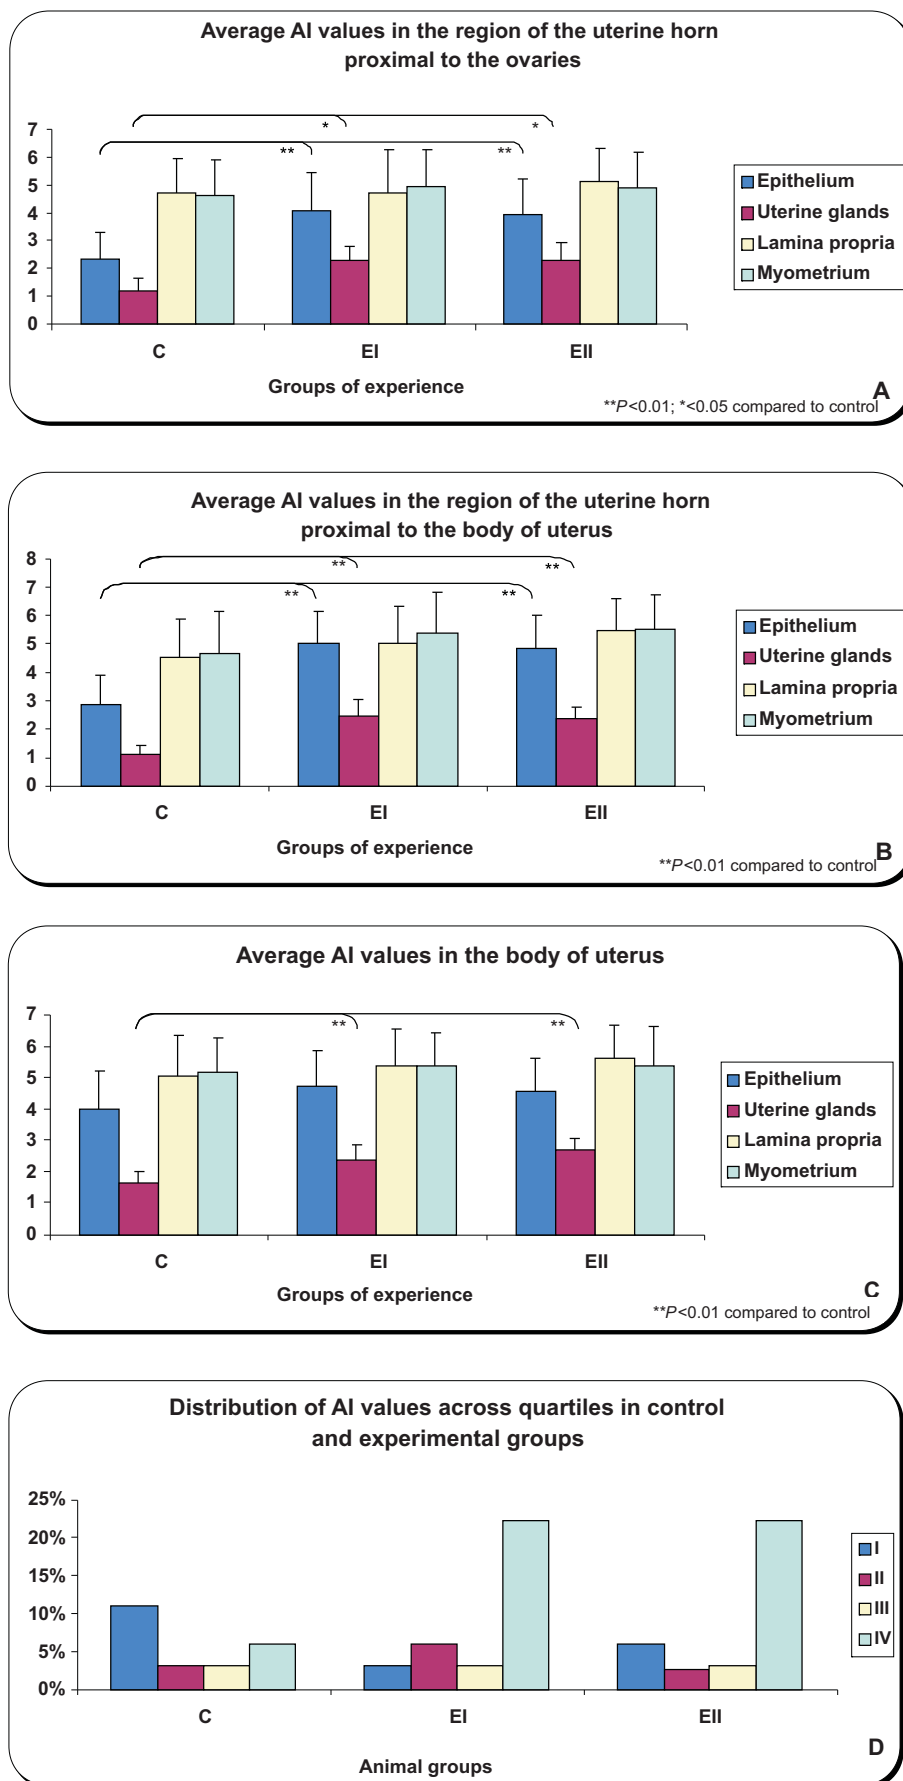 Average AI values in the region of the uterine horn
proximal to the ovaries
7
6
5
4
3
2
1
0
*
*
**
**
C
EI
EII
Groups of experience
Epithelium
Uterine glands
Lamina propria
Myometrium
A
**P<0.01; *<0.05 compared to control
Average AI values in the region of the uterine horn
proximal to the body of uterus
8
7
6
5
4
3
2
1
0
**
**
**
**
C
EI
EII
Groups of experience
Epithelium
Uterine glands
Lamina propria
Myometrium
B
**P<0.01 compared to control
Average AI values in the body of uterus
7
6
5
4
3
2
1
0
**
**
C
EI
EII
Groups of experience
Epithelium
Uterine glands
Lamina propria
Myometrium
C
**P<0.01 compared to control
Distribution of AI values across quartiles in control
and experimental groups
25%
20%
15%
10%
5%
0%
C
EI
EII
Animal groups
I
II
III
IV
D